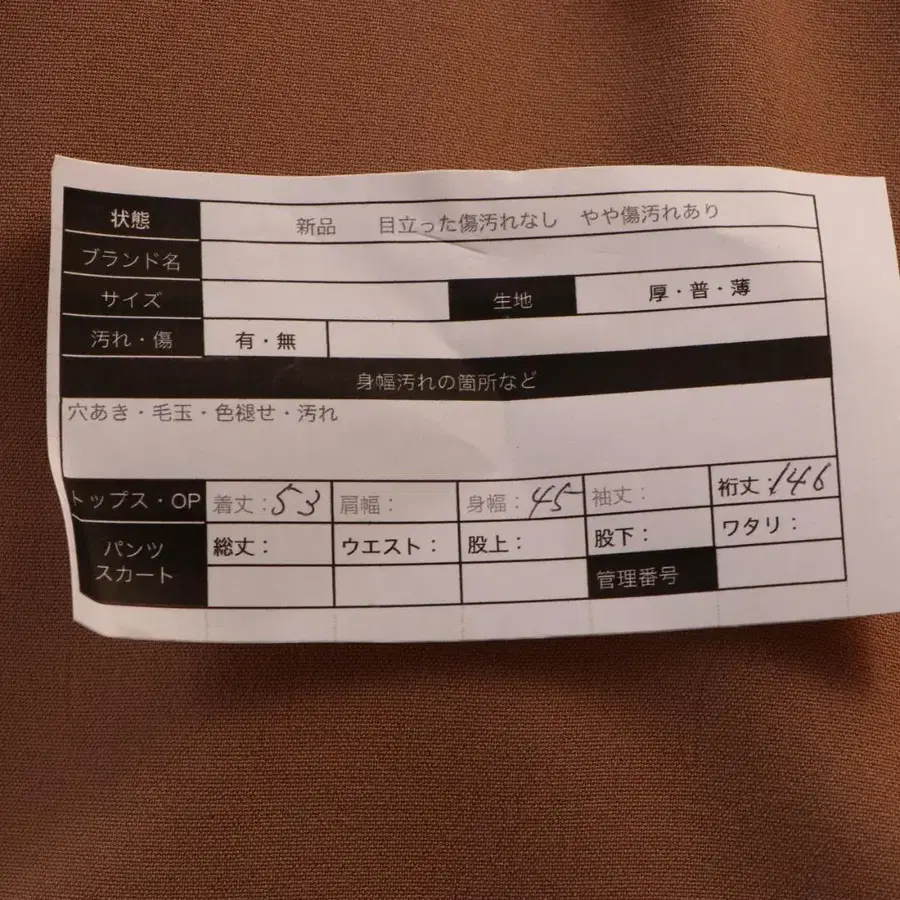 状態 新品 目立った傷汚れなし やや傷汚れあり
ブランド名
サイズ 生地 厚・普・薄
汚れ・傷 有・無
身幅汚れの箇所など
穴あき・毛玉・色褪せ・汚れ
トップス・OP 着丈：53 肩幅： 身幅：45 袖丈： 裄丈：146
パンツ スカート 総丈： ウエスト： 股上： 股下： ワタリ：
管理番号